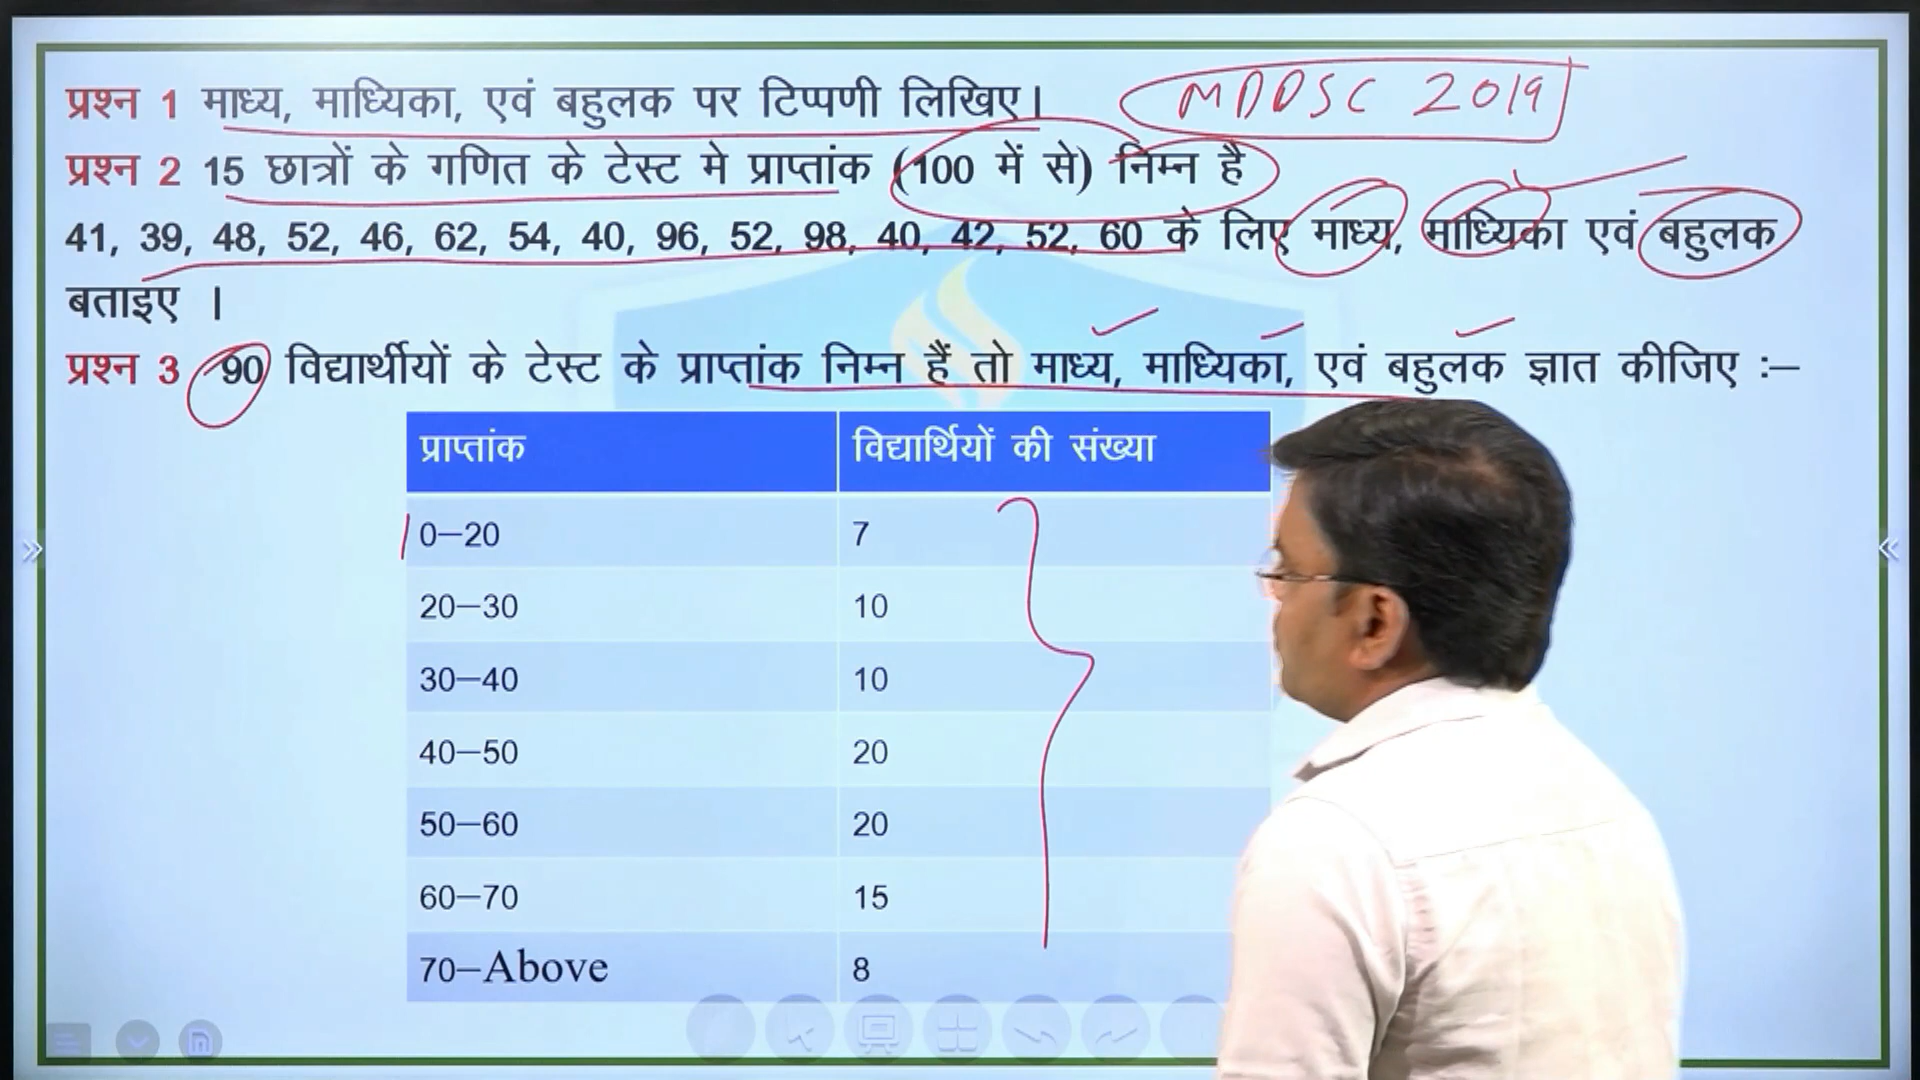 प्रश्न 1 माध्य, माध्यिका, एवं बहुलक पर टिप्पणी लिखिए।
2019
प्रश्न 2 15 छात्रों के गणित के टेस्ट मे प्राप्तांक (100 में से) निम्न है
41, 39, 48, 52, 46, 62, 54, 40, 96, 52, 98, 40, 42, 52, 60 के लिए माध्य, माध्यिका एवं बहुलक
बताइए ।
प्रश्न 3 90 विद्यार्थीयों के टेस्ट के प्राप्तांक निम्न हैं तो माध्य, माध्यिका, एवं बहुलक ज्ञात कीजिए :–
प्राप्तांक विद्यार्थियों की संख्या
0–20 7
20–30 10
30–40 10
40–50 20
50–60 20
60–70 15
70–Above 8